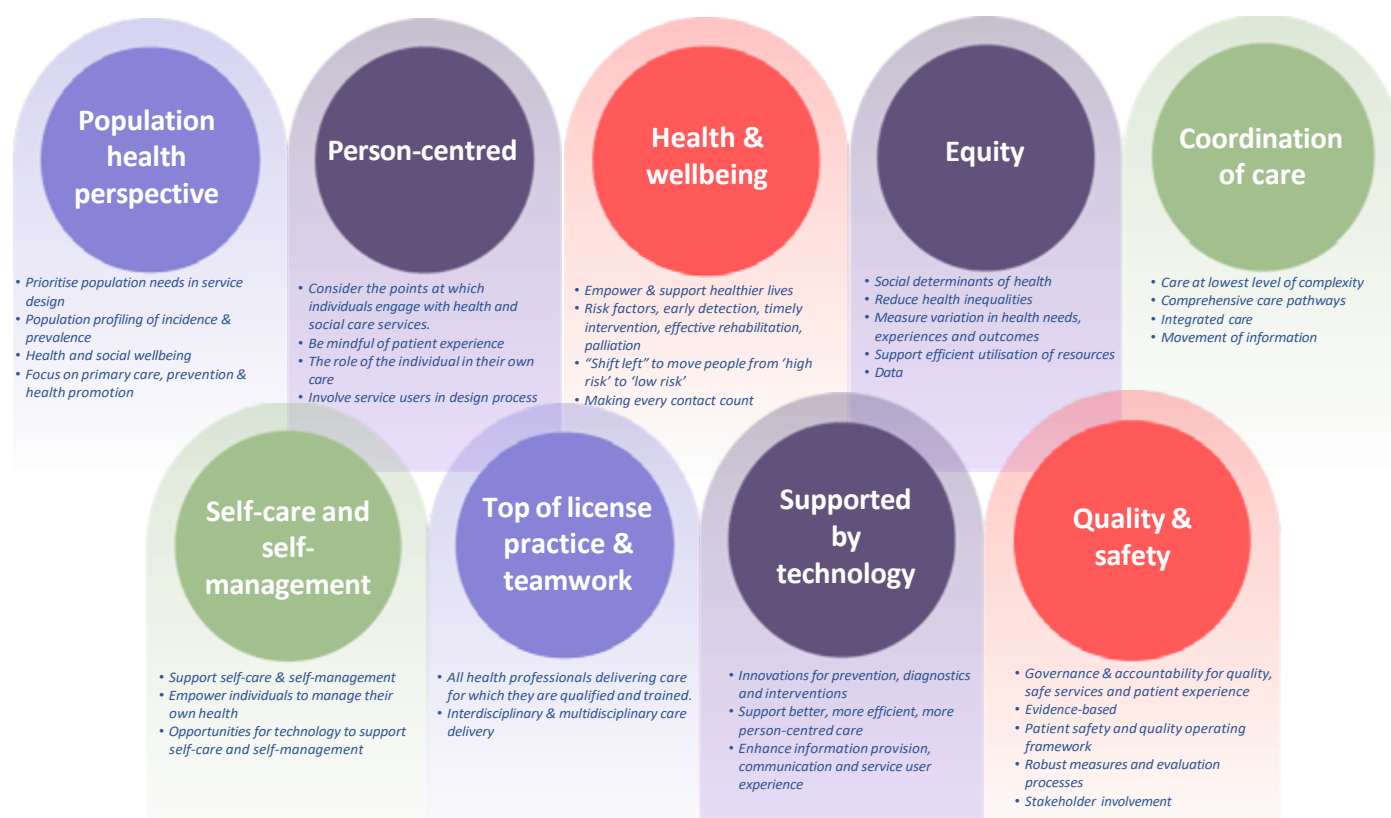 Population
health
perspective
• Prioritise population needs in service
design
• Population profiling of incidence &
prevalence
• Health and social wellbeing
• Focus on primary care, prevention &
health promotion
Person-centred
• Consider the points at which
individuals engage with health and
social care services.
• Be mindful of patient experience
• The role of the individual in their own
care
• Involve service users in design process
Health &
wellbeing
• Empower & support healthier lives
• Risk factors, early detection, timely
intervention, effective rehabilitation,
palliation
• “Shift left” to move people from ‘high
risk’ to ‘low risk’
• Making every contact count
Equity
• Social determinants of health
• Reduce health inequalities
• Measure variation in health needs,
experiences and outcomes
• Support efficient utilisation of resources
• Data
Coordination
of care
• Care at lowest level of complexity
• Comprehensive care pathways
• Integrated care
• Movement of information
Self-care and
self-
management
• Support self-care & self-management
• Empower individuals to manage their
own health
• Opportunities for technology to support
self-care and self-management
Top of license
practice &
teamwork
• All health professionals delivering care
for which they are qualified and trained.
• Interdisciplinary & multidisciplinary care
delivery
Supported
by
technology
• Innovations for prevention, diagnostics
and interventions
• Support better, more efficient, more
person-centred care
• Enhance information provision,
communication and service user
experience
Quality &
safety
• Governance & accountability for quality,
safe services and patient experience
• Evidence-based
• Patient safety and quality operating
framework
• Robust measures and evaluation
processes
• Stakeholder involvement